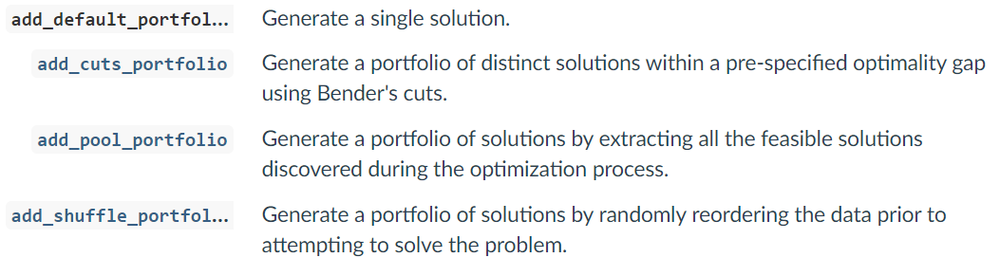 add_default_portfol... Generate a single solution.
add_cuts_portfolio Generate a portfolio of distinct solutions within a pre-specified optimality gap
using Bender's cuts.
add_pool_portfolio Generate a portfolio of solutions by extracting all the feasible solutions
discovered during the optimization process.
add_shuffle_portfol... Generate a portfolio of solutions by randomly reordering the data prior to
attempting to solve the problem.